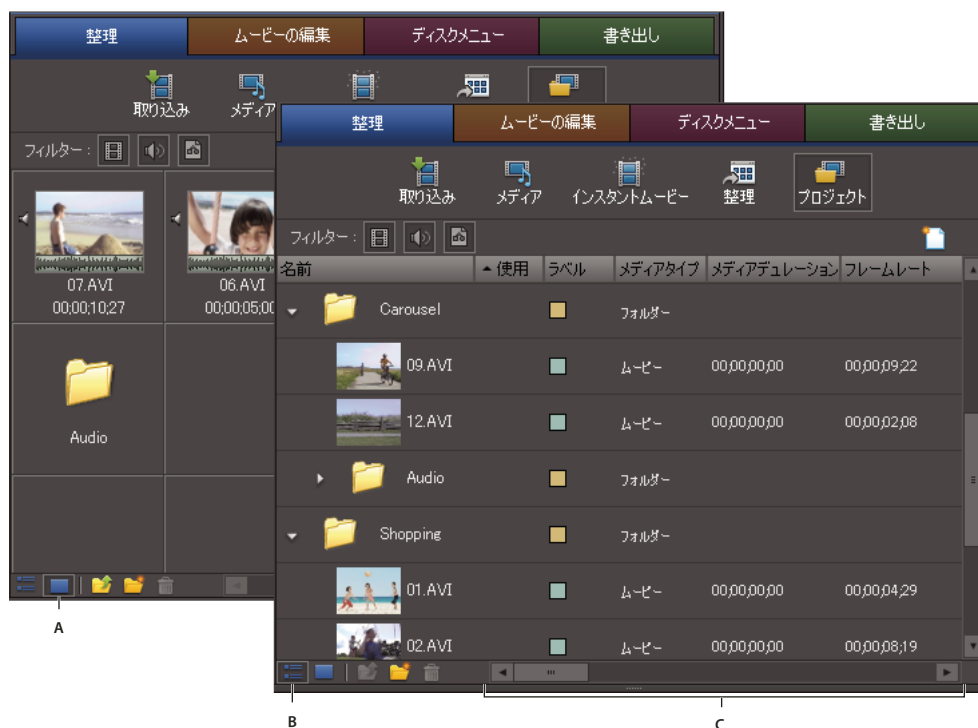 整理 ムービーの編集 ディスクメニュー 書き出し
取り込み メディア
フィルター：
07.AVI
00;00;10;27
06.AVI
00;00;05;00
Audio
A
整理 ムービーの編集 ディスクメニュー 書き出し
取り込み メディア インスタントムービー 整理 プロジェクト
フィルター：
名前 使用 ラベル メディアタイプ メディアデュレーション フレームレート
Carousel フォルダー
09.AVI ムービー 00;00;00;00 00;00;09;22
12.AVI ムービー 00;00;00;00 00;00;02;08
Audio フォルダー
Shopping フォルダー
01.AVI ムービー 00;00;00;00 00;00;04;29
02.AVI ムービー 00;00;00;00 00;00;08;19
B
C